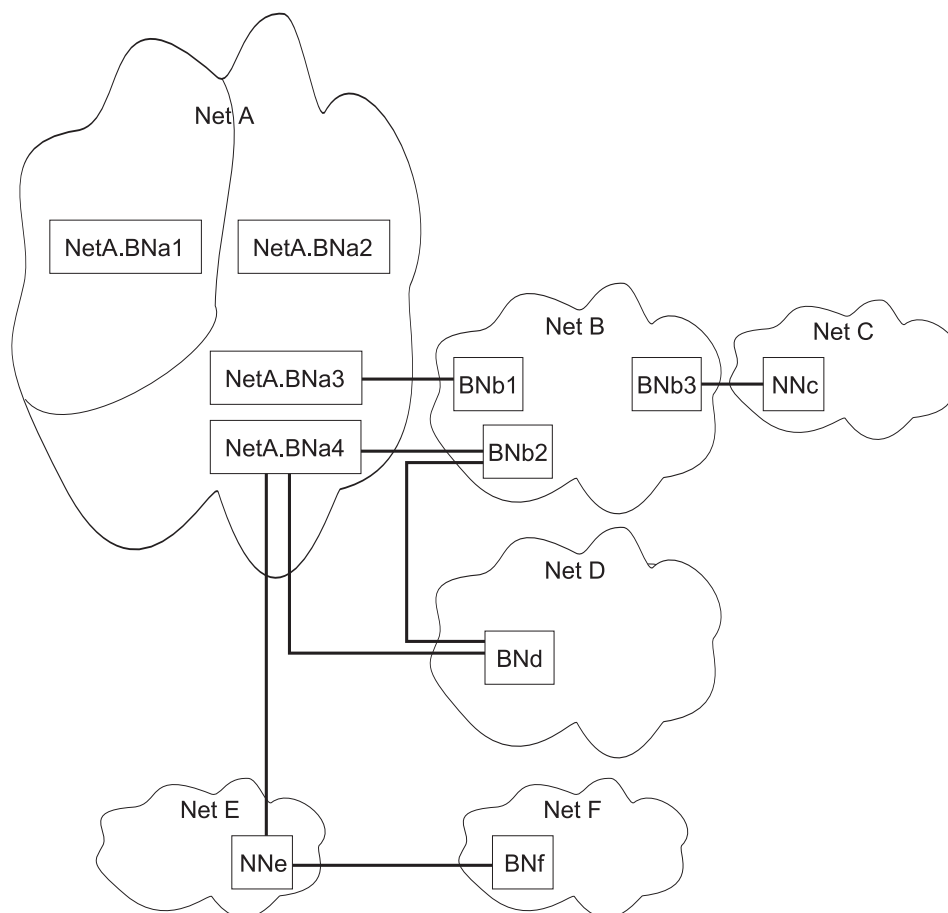 Net A
NetA.BNa1
NetA.BNa2
Net B
Net C
NetA.BNa3
BNb1
BNb3
NNc
NetA.BNa4
BNb2
Net D
BNd
Net E
Net F
NNe
BNf